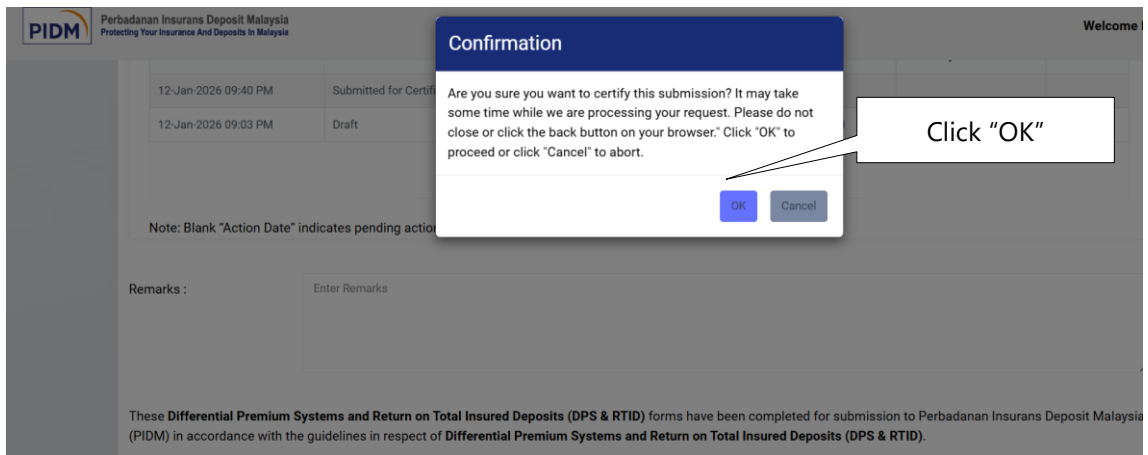 PIDM
Perbadanan Insurans Deposit Malaysia
Protecting Your Insurance And Deposits In Malaysia
Welcome
Confirmation
Are you sure you want to certify this submission? It may take
some time while we are processing your request. Please do not
close or click the back button on your browser." Click "OK" to
proceed or click "Cancel" to abort.
OK
Cancel
Click “OK”
12-Jan-2026 09:40 PM
Submitted for Certifi
12-Jan-2026 09:03 PM
Draft
Note: Blank "Action Date" indicates pending action
Remarks :
Enter Remarks
These Differential Premium Systems and Return on Total Insured Deposits (DPS & RTID) forms have been completed for submission to Perbadanan Insurans Deposit Malaysia
(PIDM) in accordance with the guidelines in respect of Differential Premium Systems and Return on Total Insured Deposits (DPS & RTID).